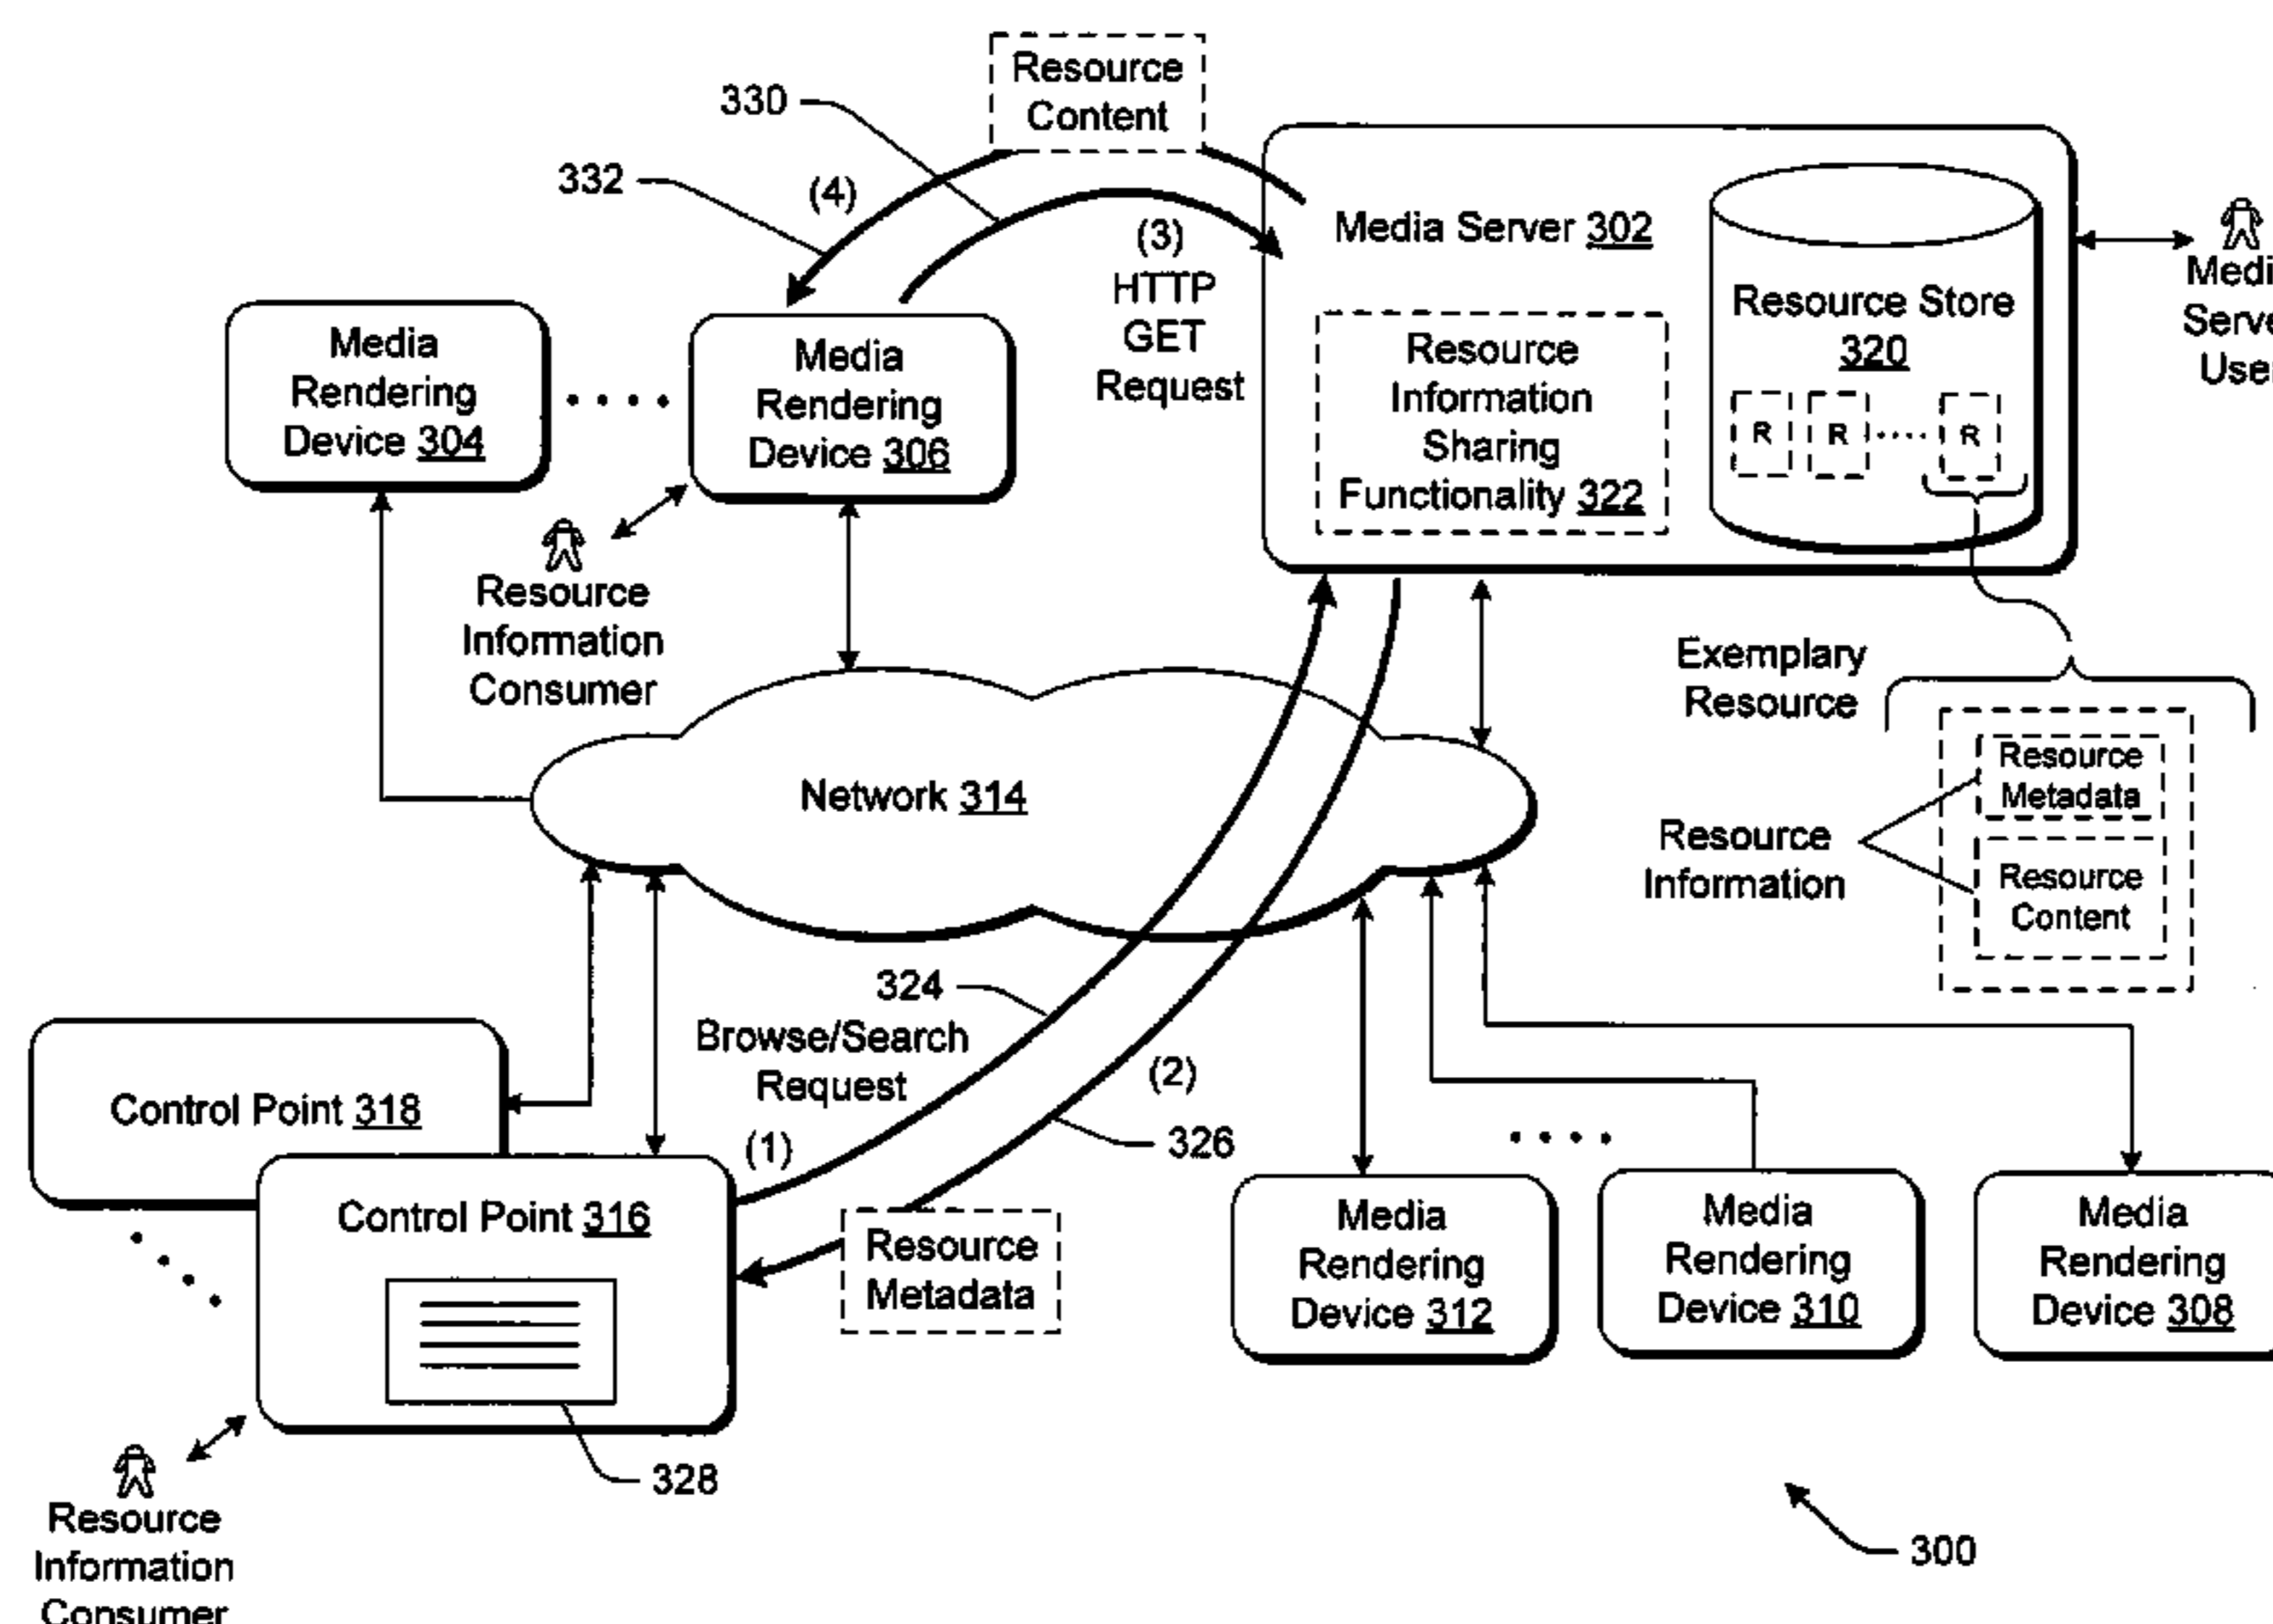 Resource
Content
330
332
(4)
(3)
HTTP
GET
Request
Media Server 302
Resource
Information
Sharing
Functionality 322
Resource Store
320
R
R
R
Medi
Serve
Use
Media
Rendering
Device 304
Media
Rendering
Device 306
Resource
Information
Consumer
Exemplary
Resource
Resource
Metadata
Resource
Content
Resource
Information
Network 314
324
Browse/Search
Request
(1)
(2)
326
Control Point 318
Control Point 316
Resource
Metadata
328
Media
Rendering
Device 312
Media
Rendering
Device 310
Media
Rendering
Device 308
Resource
Information
Consumer
300